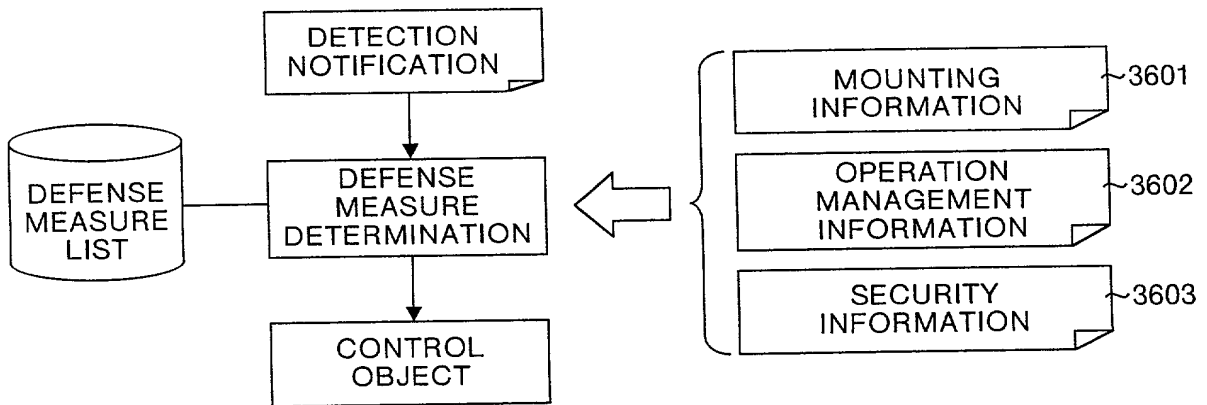 DETECTION
NOTIFICATION
DEFENSE
MEASURE
LIST
DEFENSE
MEASURE
DETERMINATION
CONTROL
OBJECT
MOUNTING
INFORMATION
3601
OPERATION
MANAGEMENT
INFORMATION
3602
SECURITY
INFORMATION
3603